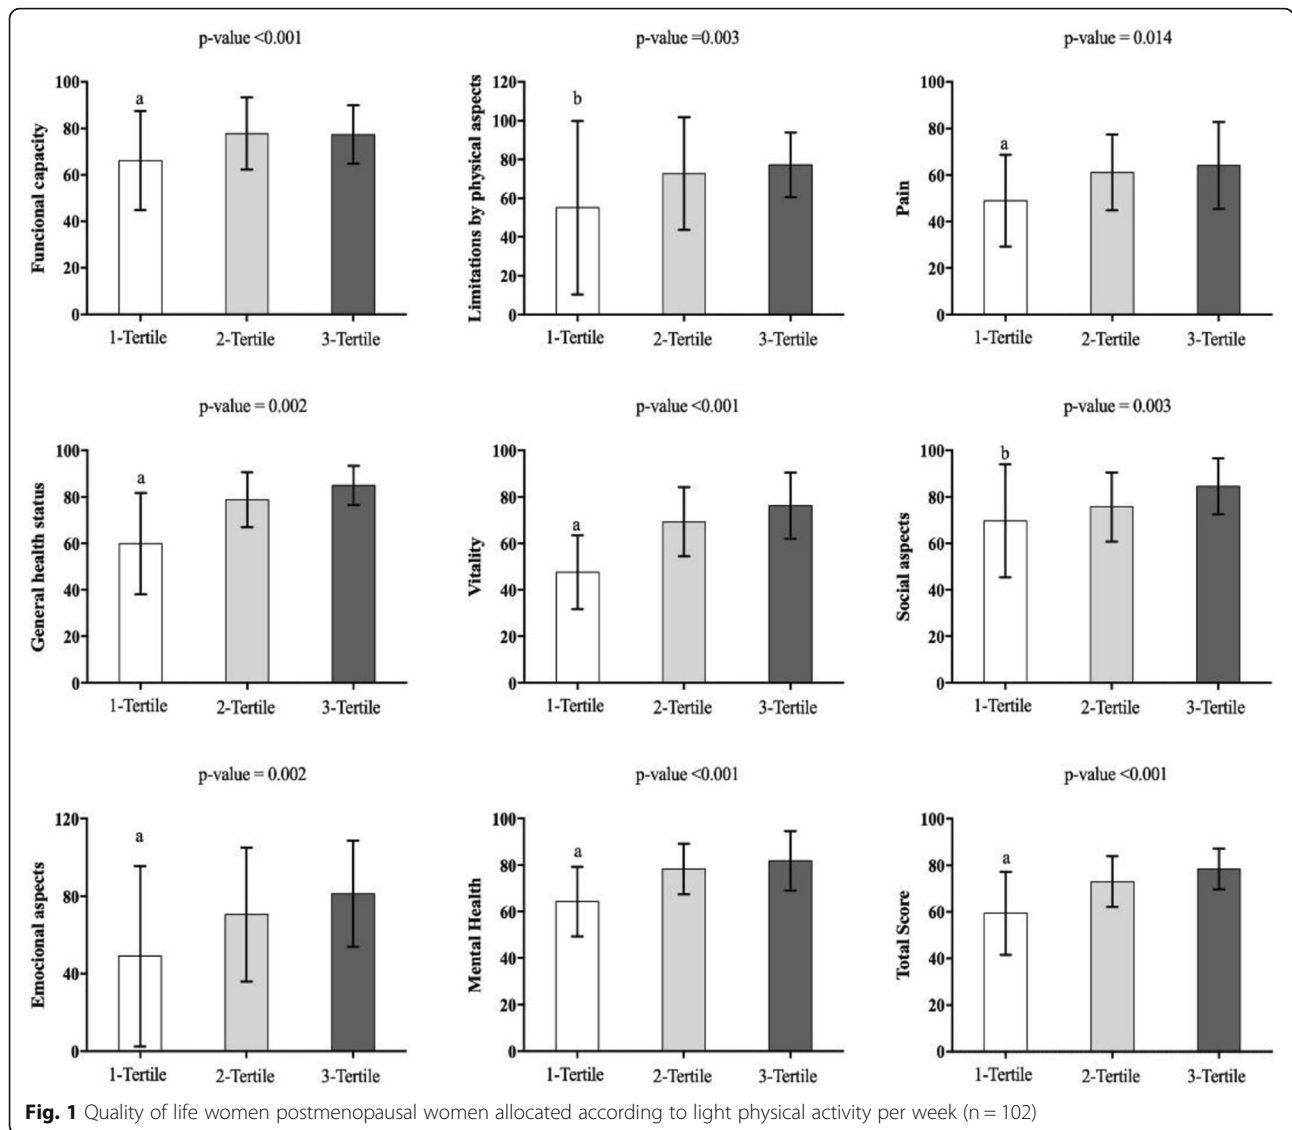 p-value <0.001
Funcional capacity
100
80
60
40
20
0
a
1-Tertile 2-Tertile 3-Tertile
p-value =0.003
Limitations by physical aspects
120
100
80
60
40
20
0
b
1-Tertile 2-Tertile 3-Tertile
p-value = 0.014
Pain
100
80
60
40
20
0
a
1-Tertile 2-Tertile 3-Tertile
p-value = 0.002
General health status
100
80
60
40
20
0
a
1-Tertile 2-Tertile 3-Tertile
p-value <0.001
Vitality
100
80
60
40
20
0
a
1-Tertile 2-Tertile 3-Tertile
p-value = 0.003
Social aspects
100
80
60
40
20
0
b
1-Tertile 2-Tertile 3-Tertile
p-value = 0.002
Emocional aspects
120
80
40
0
a
1-Tertile 2-Tertile 3-Tertile
p-value <0.001
Mental Health
100
80
60
40
20
0
a
1-Tertile 2-Tertile 3-Tertile
p-value <0.001
Total Score
100
80
60
40
20
0
a
1-Tertile 2-Tertile 3-Tertile
Fig. 1 Quality of life women postmenopausal women allocated according to light physical activity per week (n = 102)